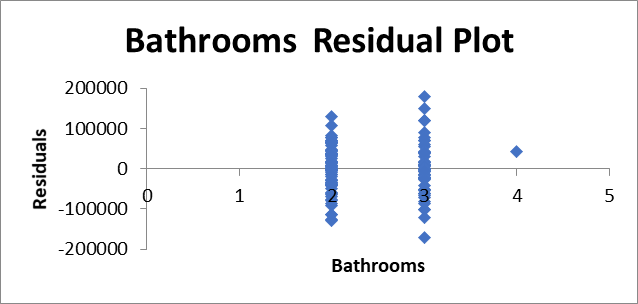 Bathrooms  Residual Plot
Residuals
200000
100000
0
-100000
-200000
0 1 2 3 4 5
Bathrooms